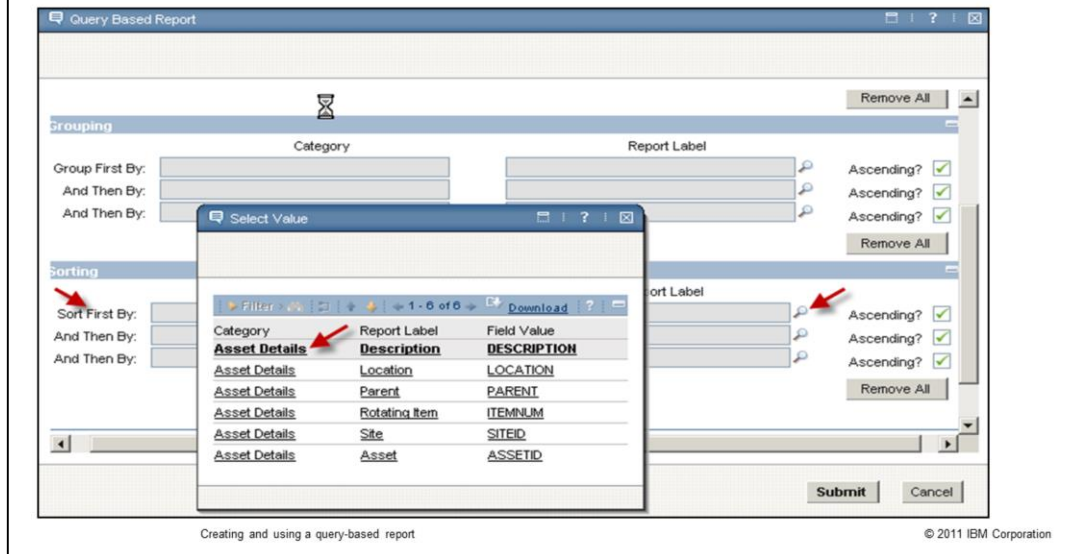 Query Based Report
?
Remove All
Grouping
Category Report Label
Group First By: Ascending?
And Then By: Ascending?
And Then By: Ascending?
Remove All
Select Value ?
Sorting
ort Label
Sort First By: Ascending?
And Then By: Ascending?
And Then By: Ascending?
Remove All
Filter 1 - 6 of 6 Download ?
Category Report Label Field Value
Asset Details Description DESCRIPTION
Asset Details Location LOCATION
Asset Details Parent PARENT
Asset Details Rotating Item ITEMNUM
Asset Details Site SITEID
Asset Details Asset ASSETID
Submit Cancel
Creating and using a query-based report © 2011 IBM Corporation